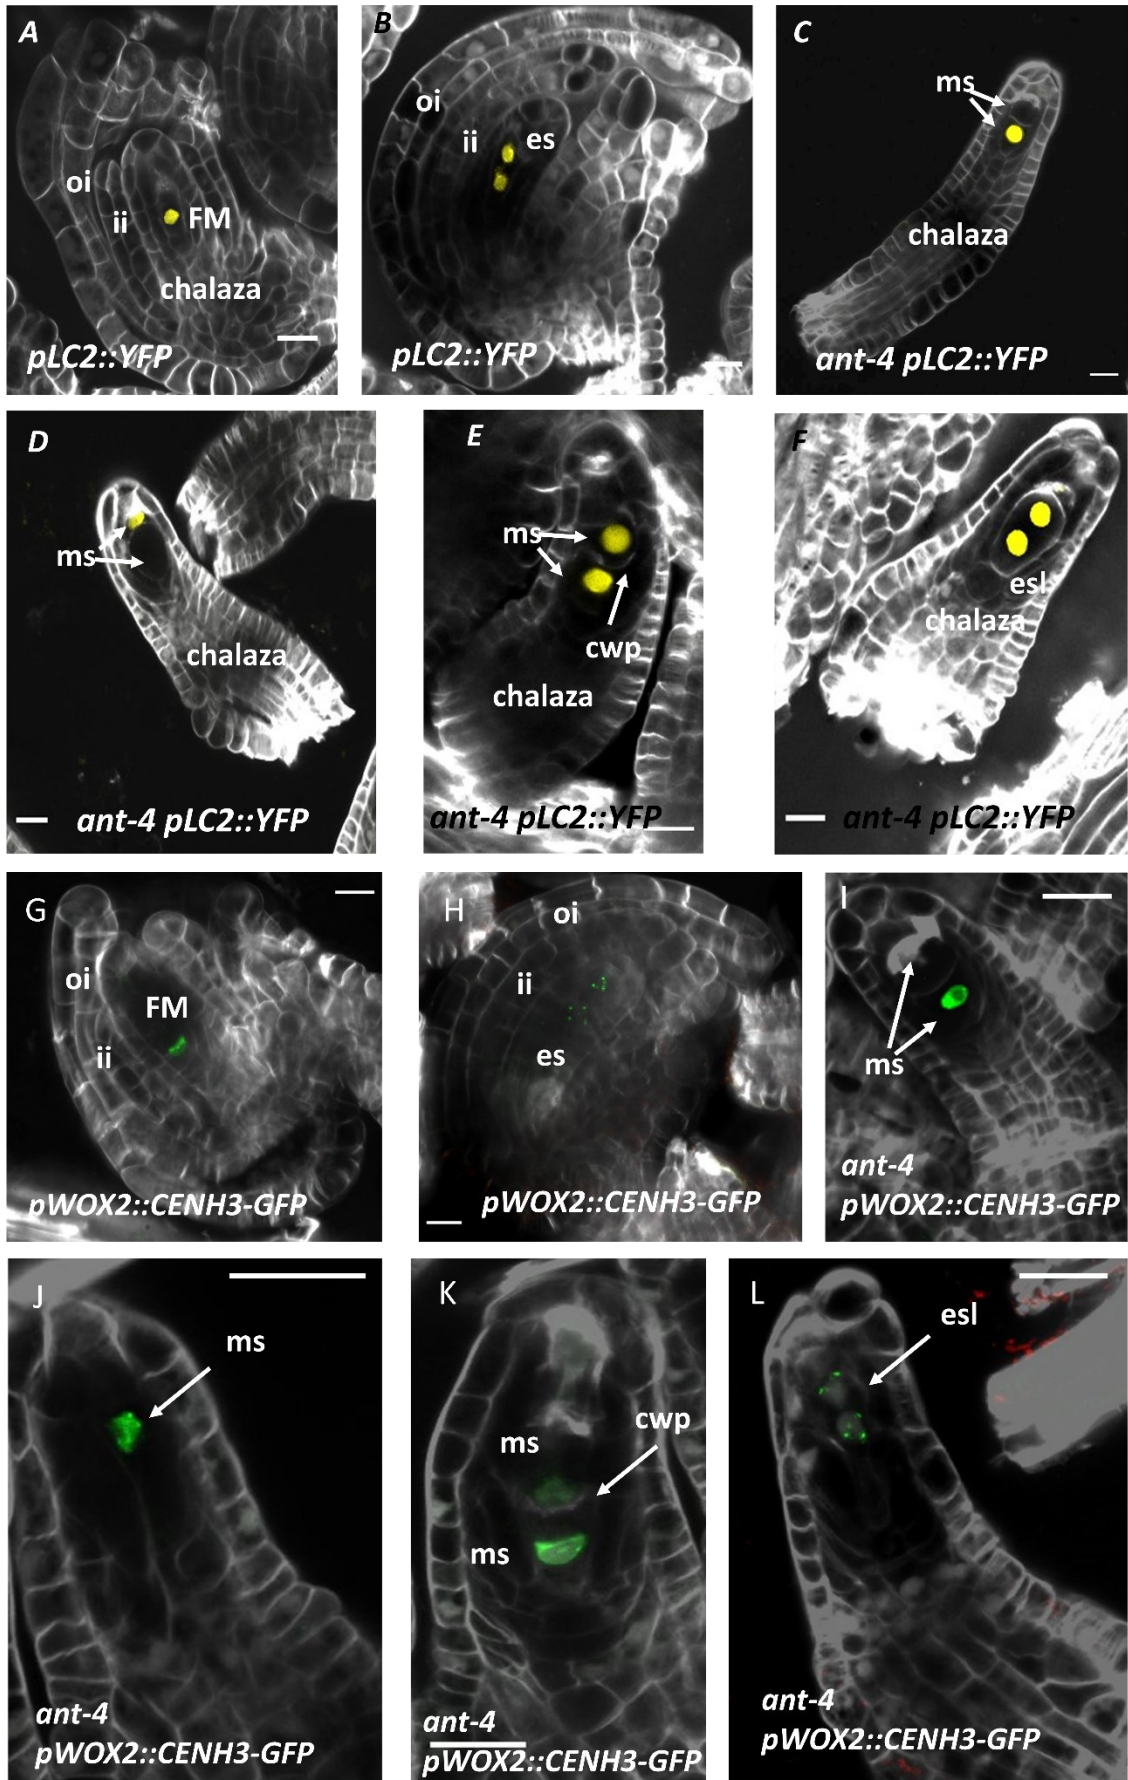 A
oi
ii
FM
chalaza
pLC2::YFP
B
oi
ii
es
pLC2::YFP
C
ms
chalaza
ant-4 pLC2::YFP
D
ms
chalaza
ant-4 pLC2::YFP
E
ms
cwp
chalaza
ant-4 pLC2::YFP
F
esl
chalaza
ant-4 pLC2::YFP
G
oi
FM
ii
pWOX2::CENH3-GFP
H
oi
ii
es
pWOX2::CENH3-GFP
I
ms
ant-4
pWOX2::CENH3-GFP
J
ms
ant-4
pWOX2::CENH3-GFP
K
cwp
ms
ms
ant-4
pWOX2::CENH3-GFP
L
esl
ant-4
pWOX2::CENH3-GFP